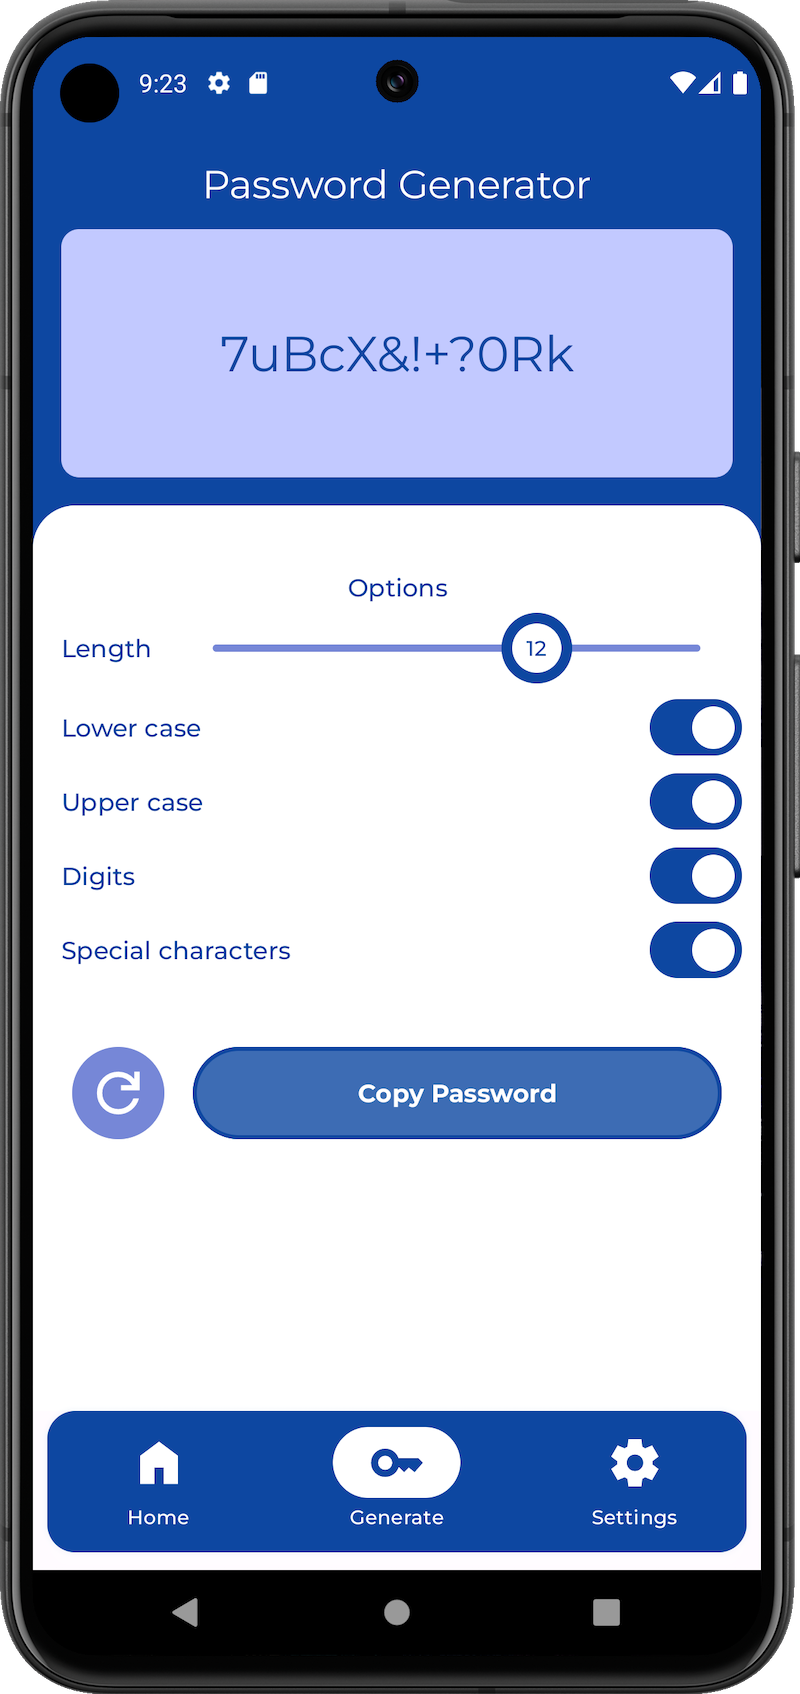 9:23
Password Generator
7uBcX&!+?0Rk
Options
Length 12
Lower case
Upper case
Digits
Special characters
Copy Password
Home Generate Settings